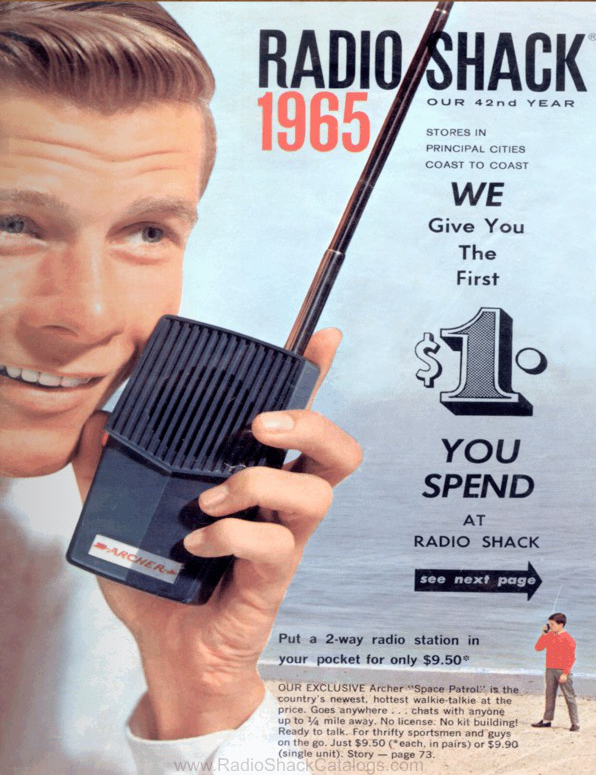 RADIO SHACK®
1965
OUR 42nd YEAR
STORES IN
PRINCIPAL CITIES
COAST TO COAST
WE
Give You
The
First
$1.
YOU
SPEND
AT
RADIO SHACK
see next page
ARCHER
Put a 2-way radio station in
your pocket for only $9.50*
OUR EXCLUSIVE Archer "Space Patrol" is the
country's newest, hottest walkie-talkie at the
price. Goes anywhere . . . chats with anyone
up to ¼ mile away. No license. No kit building!
Ready to talk. For thrifty sportsmen and guys
on the go. Just $9.50 (*each, in pairs) or $9.90
(single unit). Story — page 73.
www.RadioShackCatalogs.com